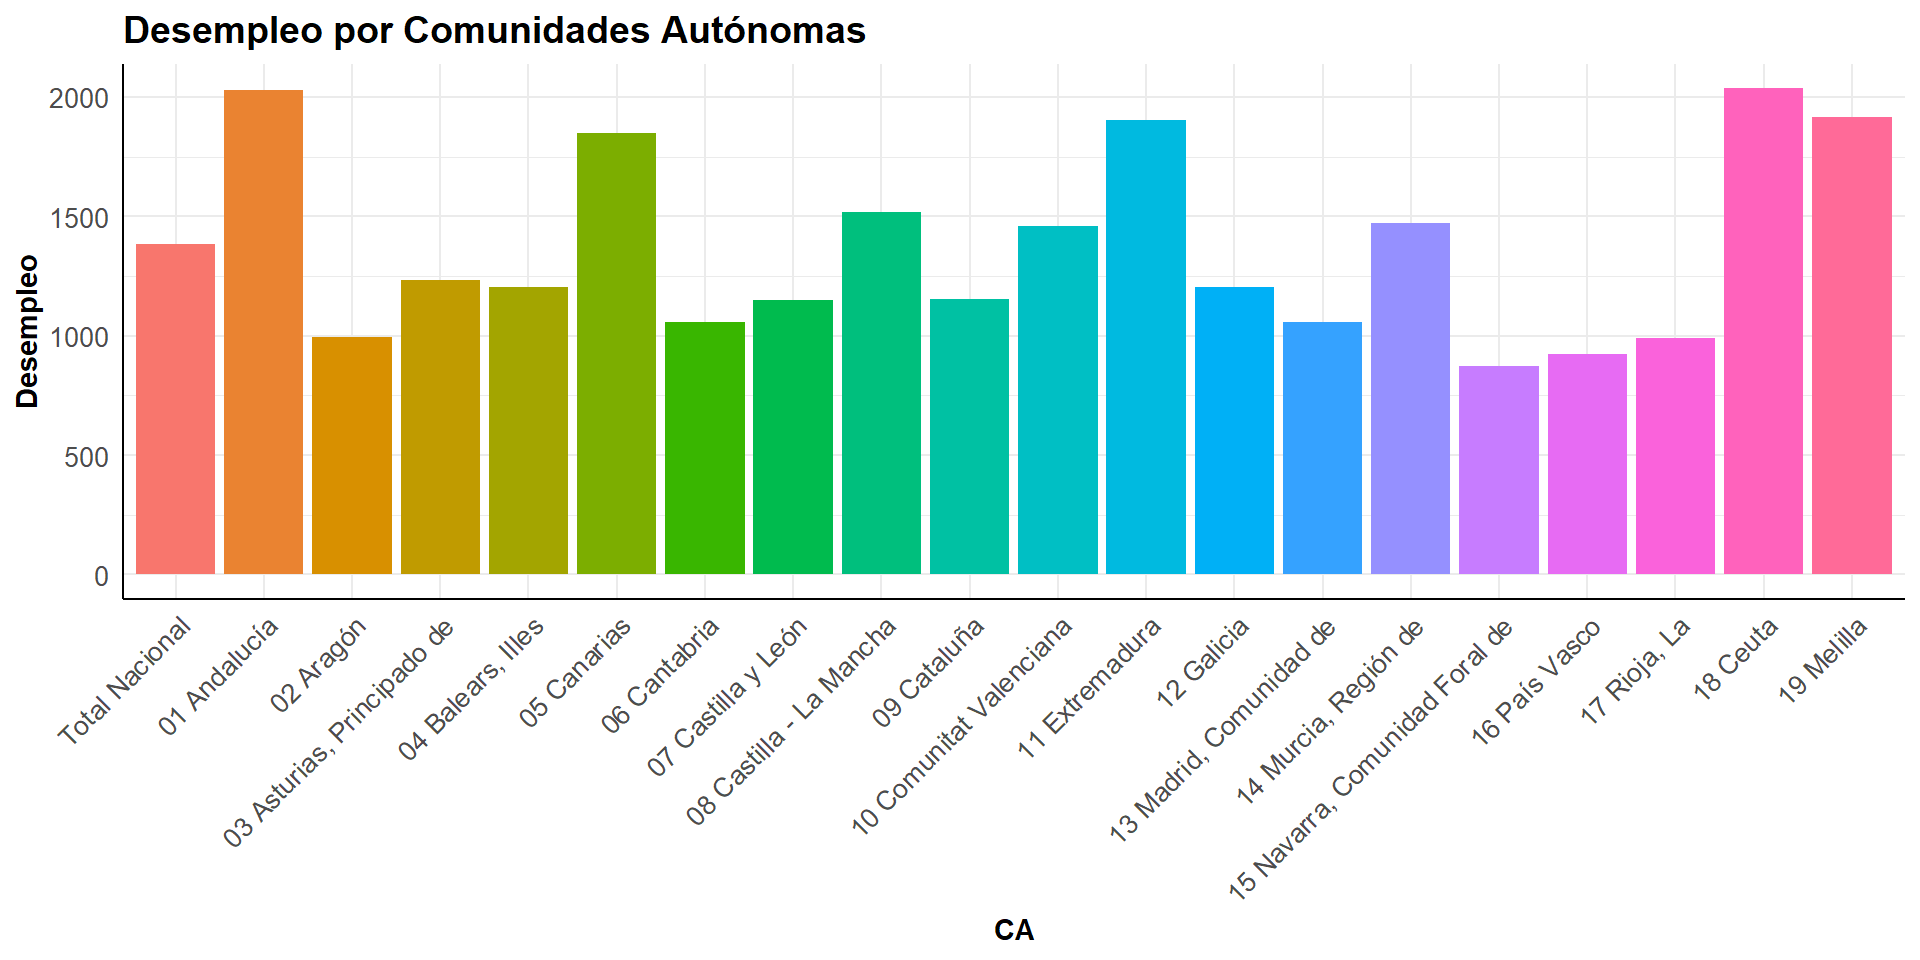 Desempleo por Comunidades Autónomas
Desempleo
2000
1500
1000
500
0
Total Nacional
01 Andalucía
02 Aragón
03 Asturias, Principado de
04 Balears, Illes
05 Canarias
06 Cantabria
07 Castilla y León
08 Castilla - La Mancha
09 Cataluña
10 Comunitat Valenciana
11 Extremadura
12 Galicia
13 Madrid, Comunidad de
14 Murcia, Región de
15 Navarra, Comunidad Foral de
16 País Vasco
17 Rioja, La
18 Ceuta
19 Melilla
CA